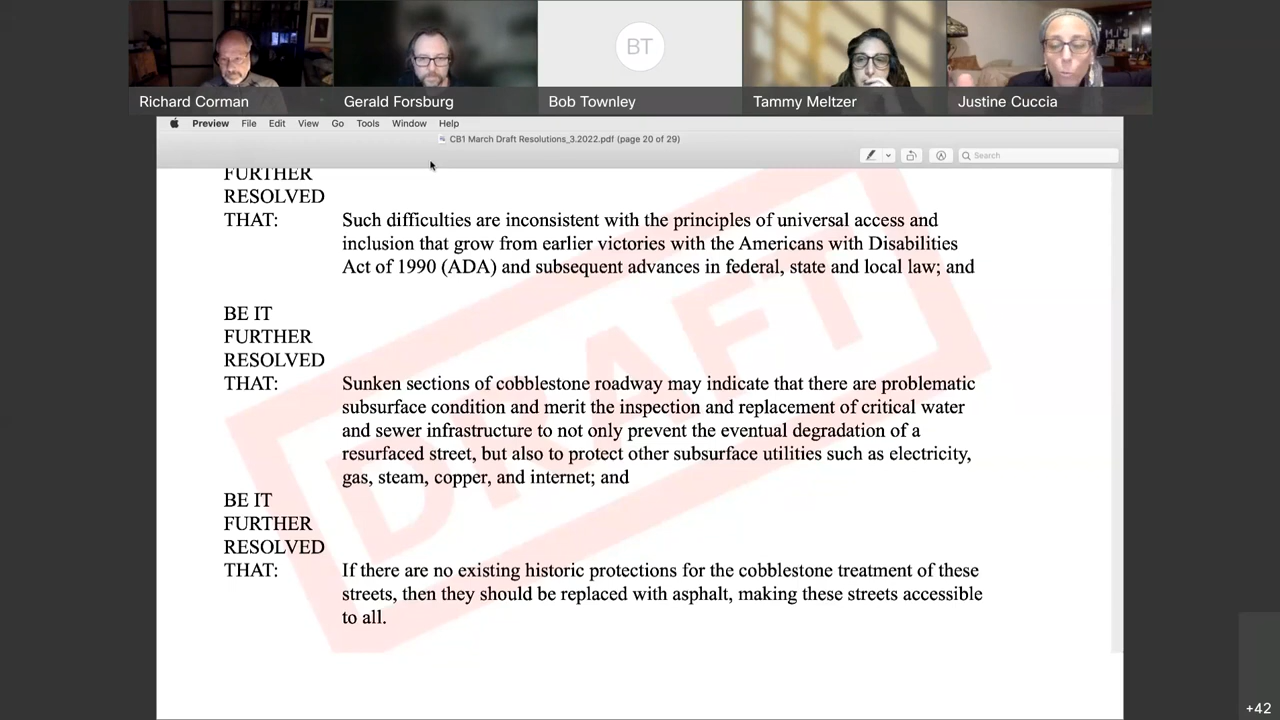 BT
Richard Corman
Gerald Forsburg
Bob Townley
Tammy Meltzer
Justine Cuccia
Preview File Edit View Go Tools Window Help
CB1 March Draft Resolutions_3.2022.pdf (page 20 of 29)
Search
FURTHER
RESOLVED
THAT: Such difficulties are inconsistent with the principles of universal access and
inclusion that grow from earlier victories with the Americans with Disabilities
Act of 1990 (ADA) and subsequent advances in federal, state and local law; and
BE IT
FURTHER
RESOLVED
THAT: Sunken sections of cobblestone roadway may indicate that there are problematic
subsurface condition and merit the inspection and replacement of critical water
and sewer infrastructure to not only prevent the eventual degradation of a
resurfaced street, but also to protect other subsurface utilities such as electricity,
gas, steam, copper, and internet; and
BE IT
FURTHER
RESOLVED
THAT: If there are no existing historic protections for the cobblestone treatment of these
streets, then they should be replaced with asphalt, making these streets accessible
to all.
DRAFT
+42